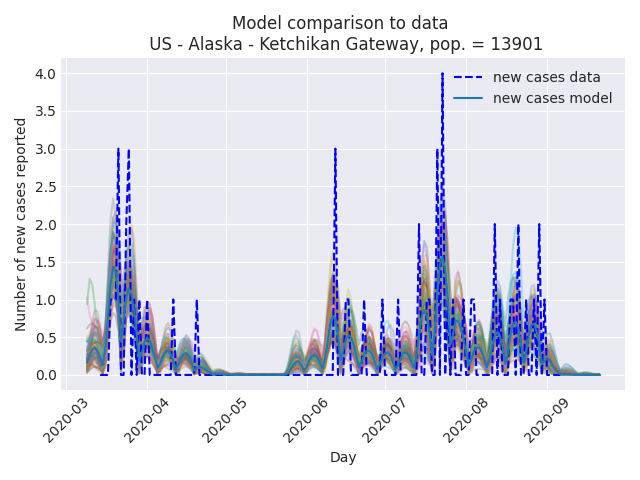 Model comparison to data
US - Alaska - Ketchikan Gateway, pop. = 13901
new cases data
new cases model
Number of new cases reported
4.0
3.5
3.0
2.5
2.0
1.5
1.0
0.5
0.0
2020-03
2020-04
2020-05
2020-06
2020-07
2020-08
2020-09
Day